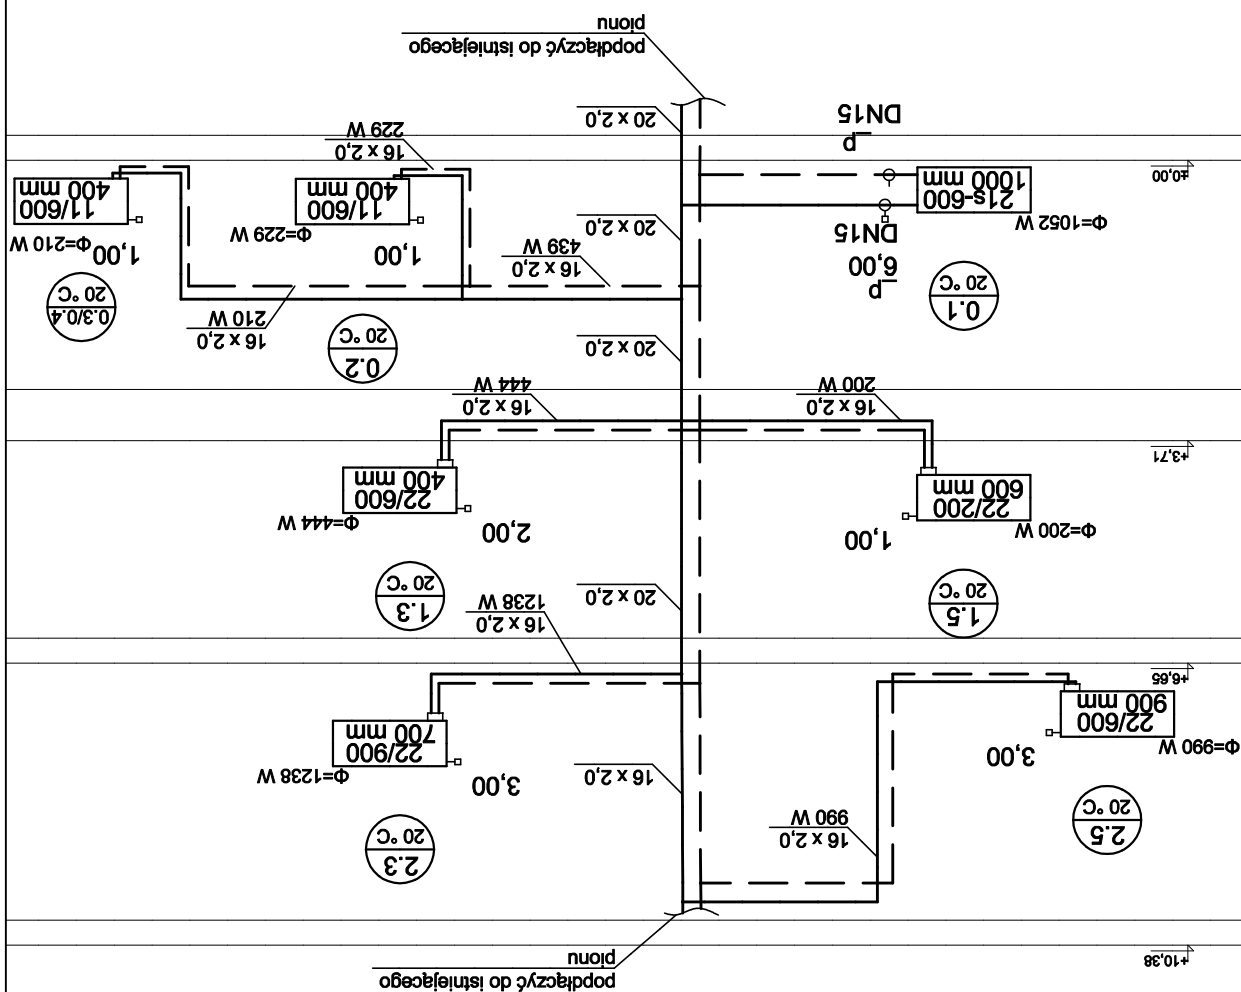 popdłączyć do istniejącego
pionu
+10,38
2.5
20 °C
16 x 2,0
990 W
2.3
20 °C
3,00
Φ=990 W
22/600
900 mm
16 x 2,0
3,00
Φ=1238 W
22/900
700 mm
+6,65
1.5
20 °C
20 x 2,0
16 x 2,0
1238 W
1.3
20 °C
1,00
Φ=200 W
22/200
600 mm
2,00
Φ=444 W
22/600
400 mm
+3,71
16 x 2,0
200 W
16 x 2,0
444 W
0.1
20 °C
20 x 2,0
0.2
20 °C
16 x 2,0
210 W
0.3/0.4
20 °C
p_
6,00
DN15
Φ=1052 W
21s-600
1000 mm
20 x 2,0
16 x 2,0
439 W
1,00
Φ=229 W
11/600
400 mm
1,00
Φ=210 W
11/600
400 mm
±0,00
p_
DN15
20 x 2,0
16 x 2,0
229 W
popdłączyć do istniejącego
pionu